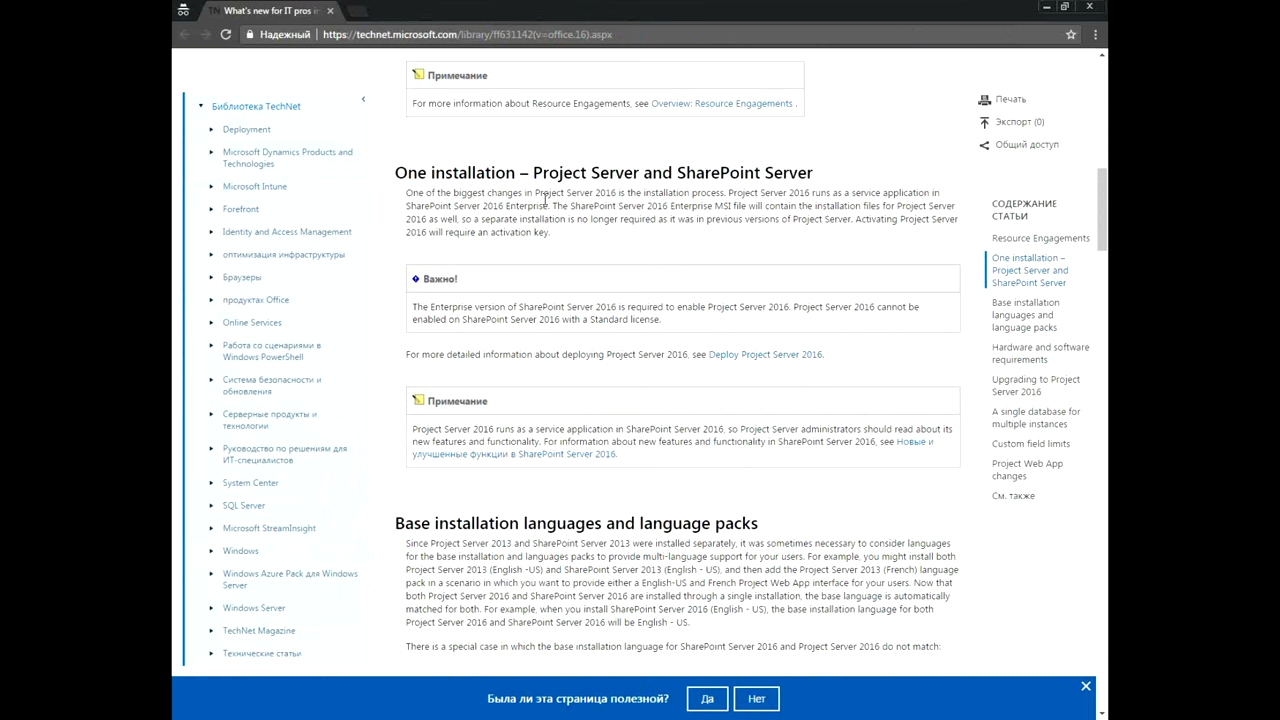 What's new for IT pros i
Надежный
https://technet.microsoft.com/library/ff631142(v=office.16).aspx
Библиотека TechNet
Deployment
Microsoft Dynamics Products and
Technologies
Microsoft Intune
Forefront
Identity and Access Management
оптимизация инфраструктуры
Браузеры
продуктах Office
Online Services
Работа со сценариями в
Windows PowerShell
Система безопасности и
обновления
Серверные продукты и
технологии
Руководство по решениям для
ИТ-специалистов
System Center
SQL Server
Microsoft StreamInsight
Windows
Windows Azure Pack для Windows
Server
Windows Server
TechNet Magazine
Технические статьи
Примечание
For more information about Resource Engagements, see Overview: Resource Engagements .
One installation – Project Server and SharePoint Server
One of the biggest changes in Project Server 2016 is the installation process. Project Server 2016 runs as a service application in
SharePoint Server 2016 Enterprise. The SharePoint Server 2016 Enterprise MSI file will contain the installation files for Project Server
2016 as well, so a separate installation is no longer required as it was in previous versions of Project Server. Activating Project Server
2016 will require an activation key.
Важно!
The Enterprise version of SharePoint Server 2016 is required to enable Project Server 2016. Project Server 2016 cannot be
enabled on SharePoint Server 2016 with a Standard license.
For more detailed information about deploying Project Server 2016, see Deploy Project Server 2016.
Примечание
Project Server 2016 runs as a service application in SharePoint Server 2016, so Project Server administrators should read about its
new features and functionality. For information about new features and functionality in SharePoint Server 2016, see Новые и
улучшенные функции в SharePoint Server 2016.
Base installation languages and language packs
Since Project Server 2013 and SharePoint Server 2013 were installed separately, it was sometimes necessary to consider languages
for the base installation and languages packs to provide multi-language support for your users. For example, you might install both
Project Server 2013 (English -US) and SharePoint Server 2013 (English - US), and then add the Project Server 2013 (French) language
pack in a scenario in which you want to provide either a English-US and French Project Web App interface for your users. Now that
both Project Server 2016 and SharePoint Server 2016 are installed through a single installation, the base language is automatically
matched for both. For example, when you install SharePoint Server 2016 (English - US), the base installation language for both
Project Server 2016 and SharePoint Server 2016 will be English - US.
There is a special case in which the base installation language for SharePoint Server 2016 and Project Server 2016 do not match:
Печать
Экспорт (0)
Общий доступ
СОДЕРЖАНИЕ
СТАТЬИ
Resource Engagements
One installation –
Project Server and
SharePoint Server
Base installation
languages and
language packs
Hardware and software
requirements
Upgrading to Project
Server 2016
A single database for
multiple instances
Custom field limits
Project Web App
changes
См. также
Была ли эта страница полезной?
Да
Нет